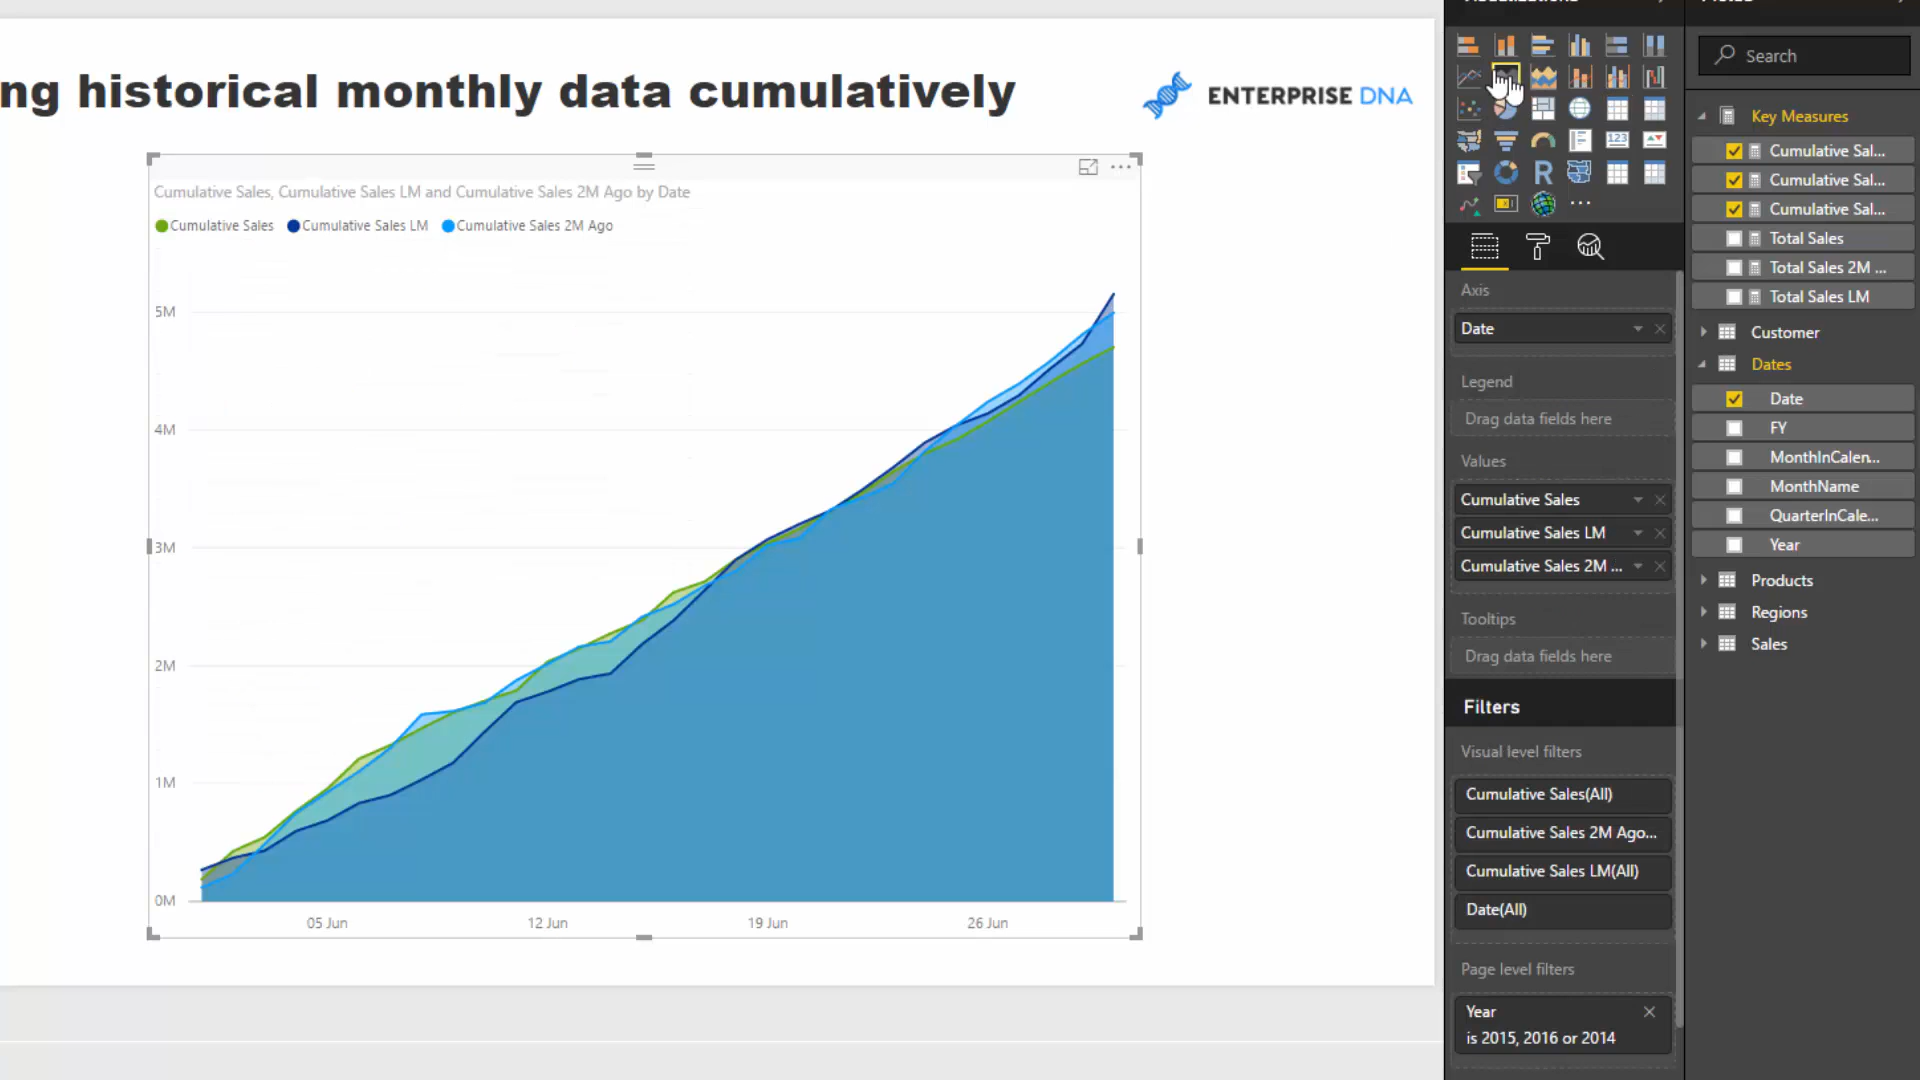 Search
ng historical monthly data cumulatively
ENTERPRISE DNA
Cumulative Sales, Cumulative Sales LM and Cumulative Sales 2M Ago by Date
Cumulative Sales
Cumulative Sales LM
Cumulative Sales 2M Ago
5M
4M
3M
2M
1M
0M
05 Jun
12 Jun
19 Jun
26 Jun
R
123
Axis
Date
Legend
Drag data fields here
Values
Cumulative Sales
Cumulative Sales LM
Cumulative Sales 2M ...
Tooltips
Drag data fields here
Filters
Visual level filters
Cumulative Sales(All)
Cumulative Sales 2M Ago...
Cumulative Sales LM(All)
Date(All)
Page level filters
Year
is 2015, 2016 or 2014
Key Measures
Cumulative Sal...
Cumulative Sal...
Cumulative Sal...
Total Sales
Total Sales 2M ...
Total Sales LM
Customer
Dates
Date
FY
MonthInCalen...
MonthName
QuarterInCale...
Year
Products
Regions
Sales